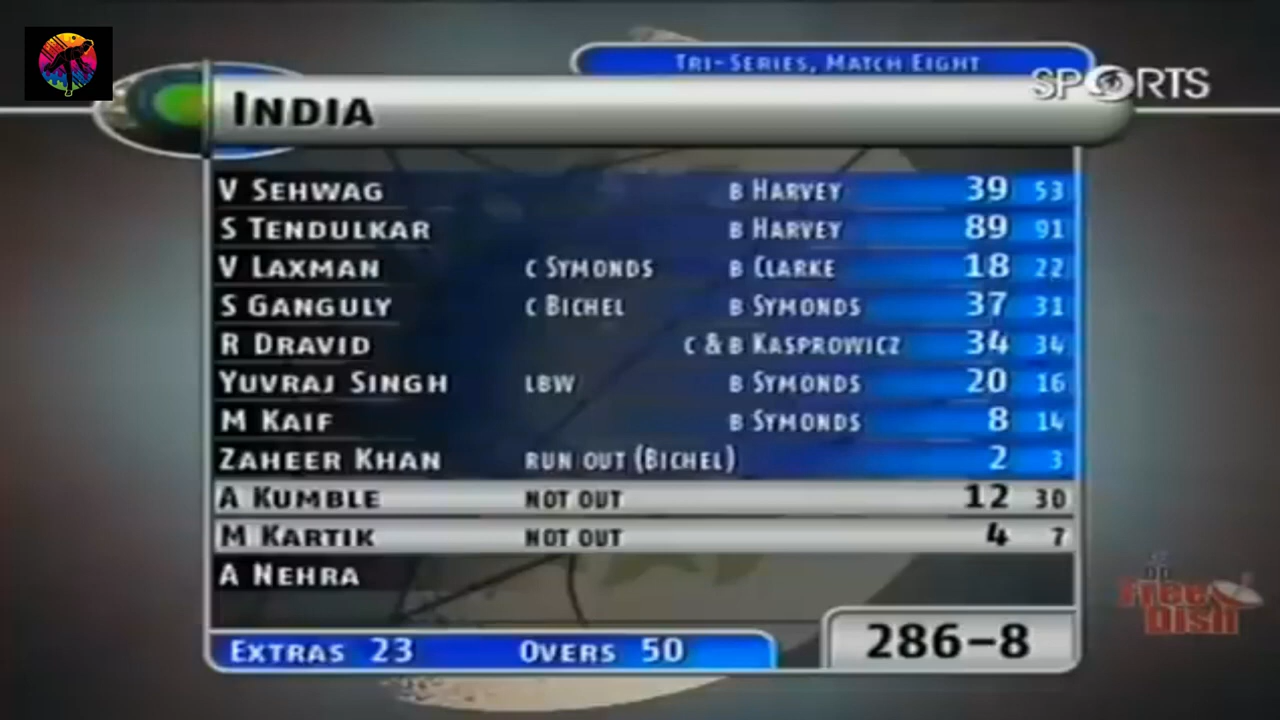 TRI-SERIES, MATCH EIGHT
SPORTS
INDIA
V SEHWAG B HARVEY 39 53
S TENDULKAR B HARVEY 89 91
V LAXMAN C SYMONDS B CLARKE 18 22
S GANGULY C BICHEL B SYMONDS 37 31
R DRAVID C & B KASPROWICZ 34 34
YUVRAJ SINGH LBW B SYMONDS 20 16
M KAIF B SYMONDS 8 14
ZAHEER KHAN RUN OUT (BICHEL) 2 3
A KUMBLE NOT OUT 12 30
M KARTIK NOT OUT 4 7
A NEHRA
DD
Free
Dish
EXTRAS 23 OVERS 50 286-8